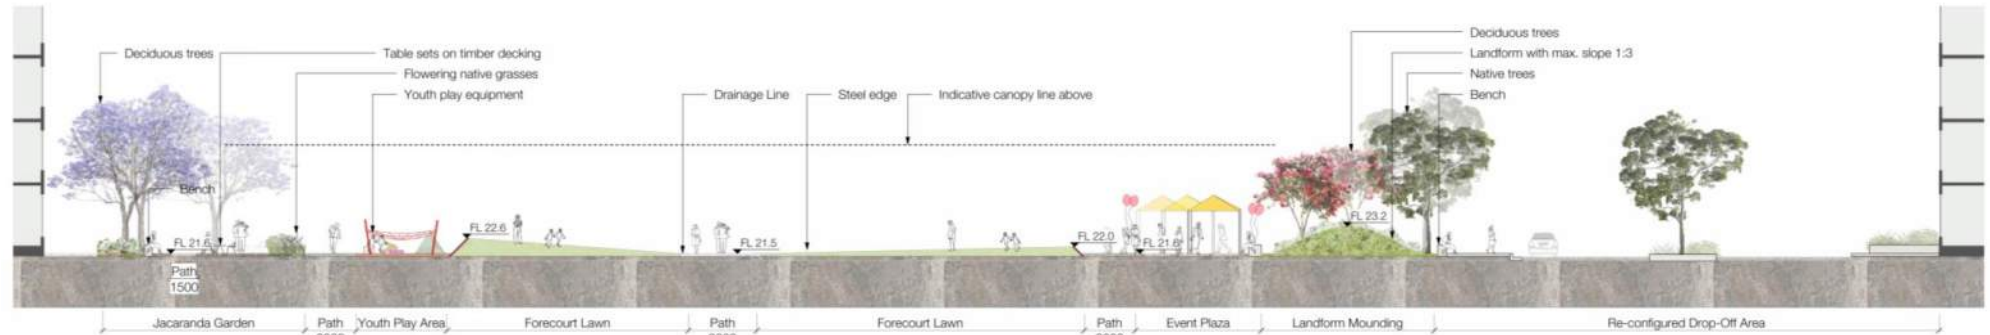 Deciduous trees
Table sets on timber decking
Flowering native grasses
Youth play equipment
Drainage Line
Steel edge
Indicative canopy line above
Deciduous trees
Landform with max. slope 1:3
Native trees
Bench
Bench
FL 21.6
FL 22.6
FL 21.5
FL 22.0
FL 21.6
FL 23.2
Path
1500
Jacaranda Garden
Path
Youth Play Area
Forecourt Lawn
Path
Forecourt Lawn
Path
Event Plaza
Landform Mounding
Re-configured Drop-Off Area